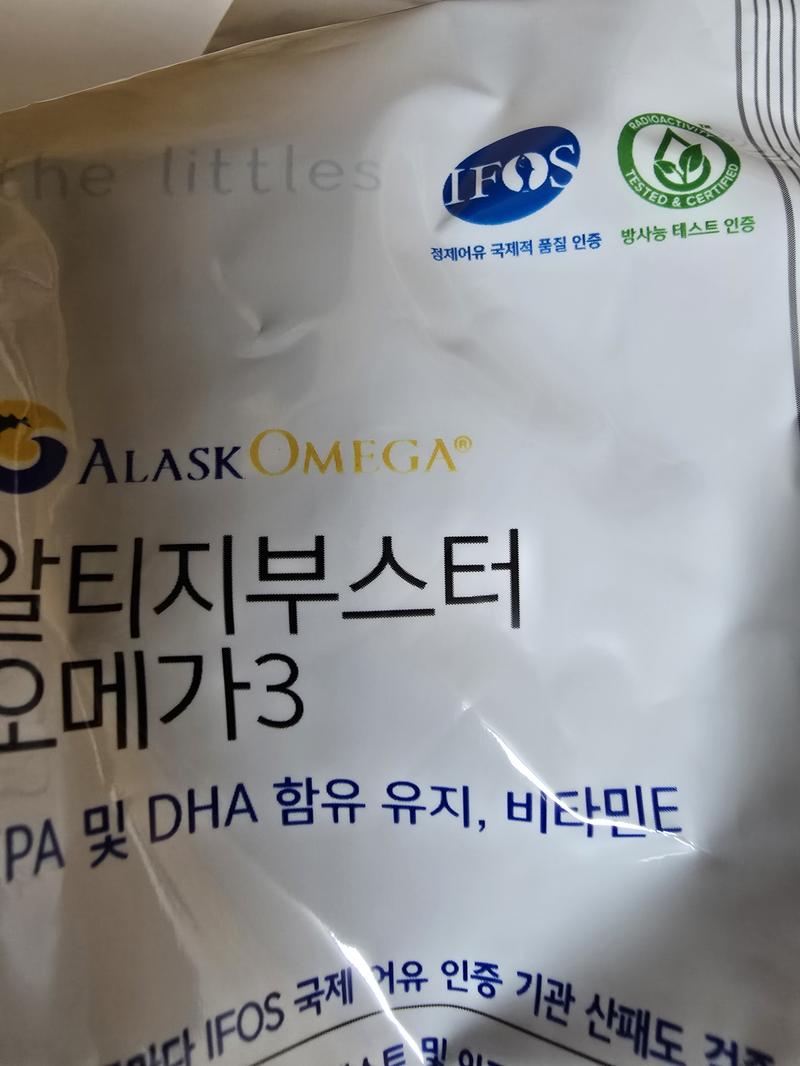 the littles
IFOS
정제어유 국제적 품질 인증
RADIOACTIVITY
TESTED & CERTIFIED
방사능 테스트 인증
ALASKOMEGA®
알티지부스터
오메가3
PA 및 DHA 함유 유지, 비타민E
IFOS 국제 어유 인증 기관 산패도
및